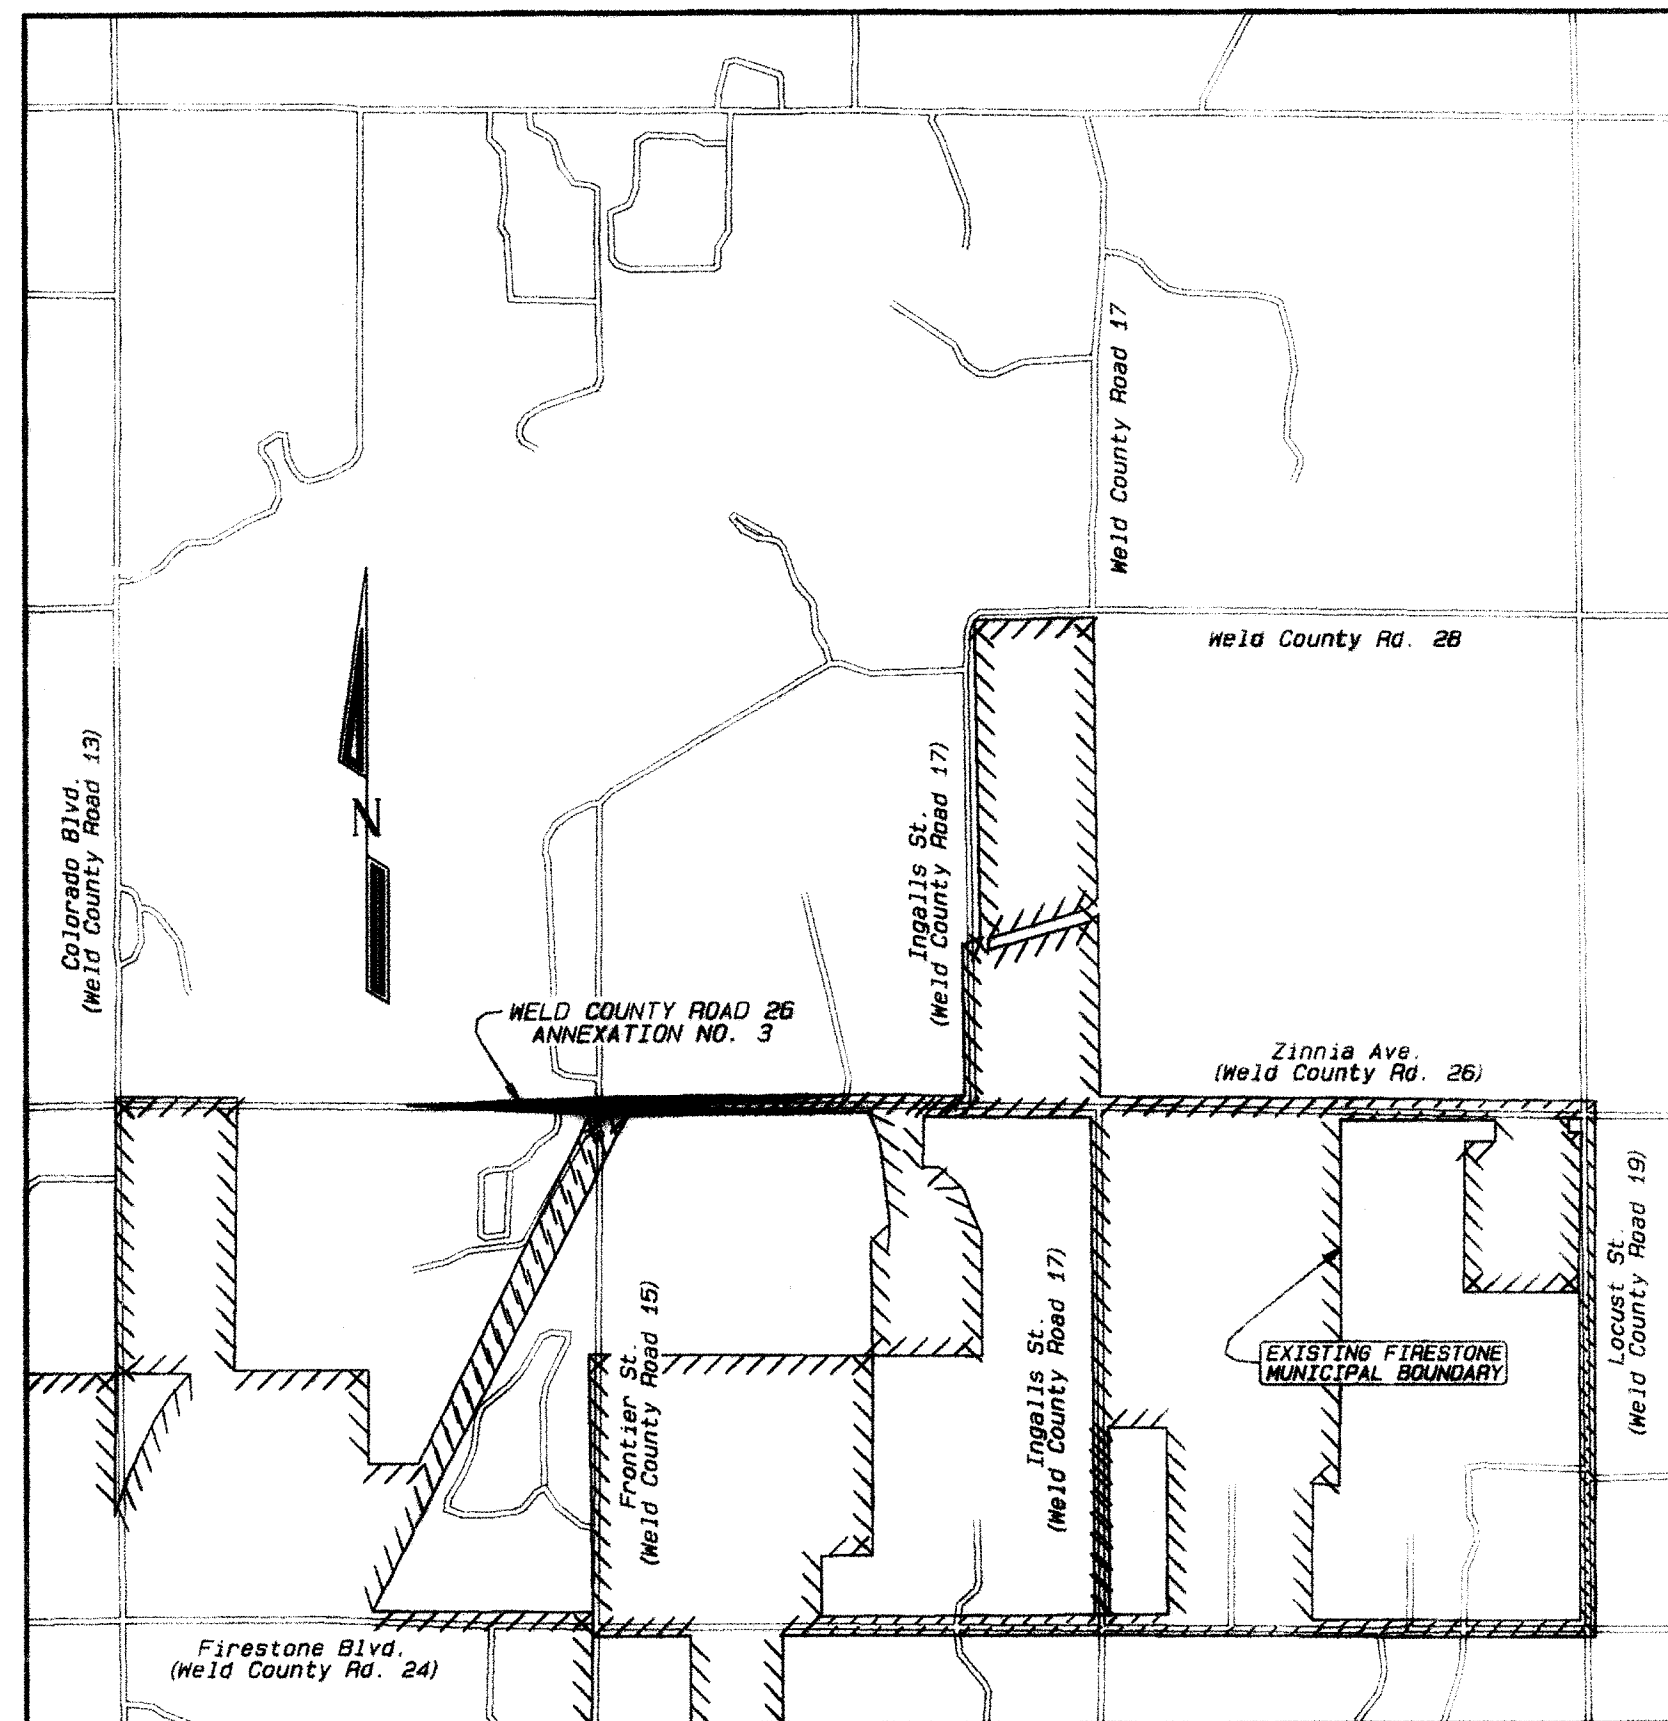 Weld County Road 17
Weld County Rd. 28
Colorado Blvd.
(Weld County Road 13)
N
Ingalls St.
(Weld County Road 17)
WELD COUNTY ROAD 26
ANNEXATION NO. 3
Zinnia Ave.
(Weld County Rd. 26)
Locust St.
(Weld County Road 19)
Frontier St.
(Weld County Road 15)
Ingalls St.
(Weld County Road 17)
EXISTING FIRESTONE
MUNICIPAL BOUNDARY
Firestone Blvd.
(Weld County Rd. 24)